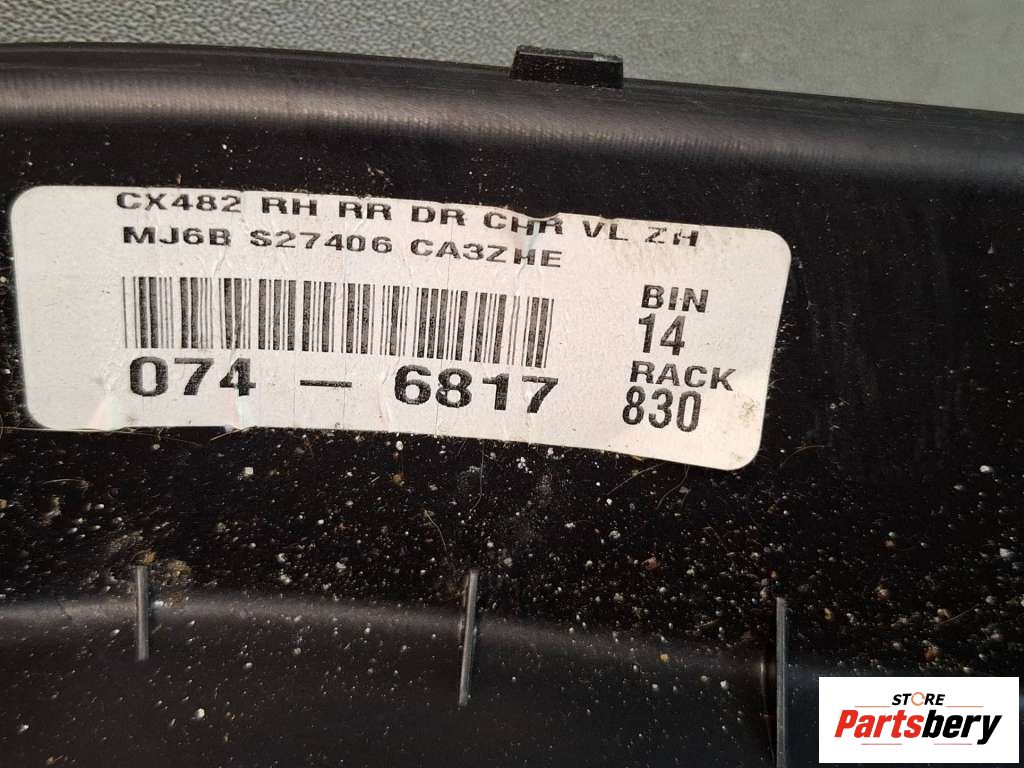 CX482 RH RR DR CHR VL ZH
MJ6B S27406 CA3ZHE
074 - 6817
BIN
14
RACK
830
STORE
Partsbery